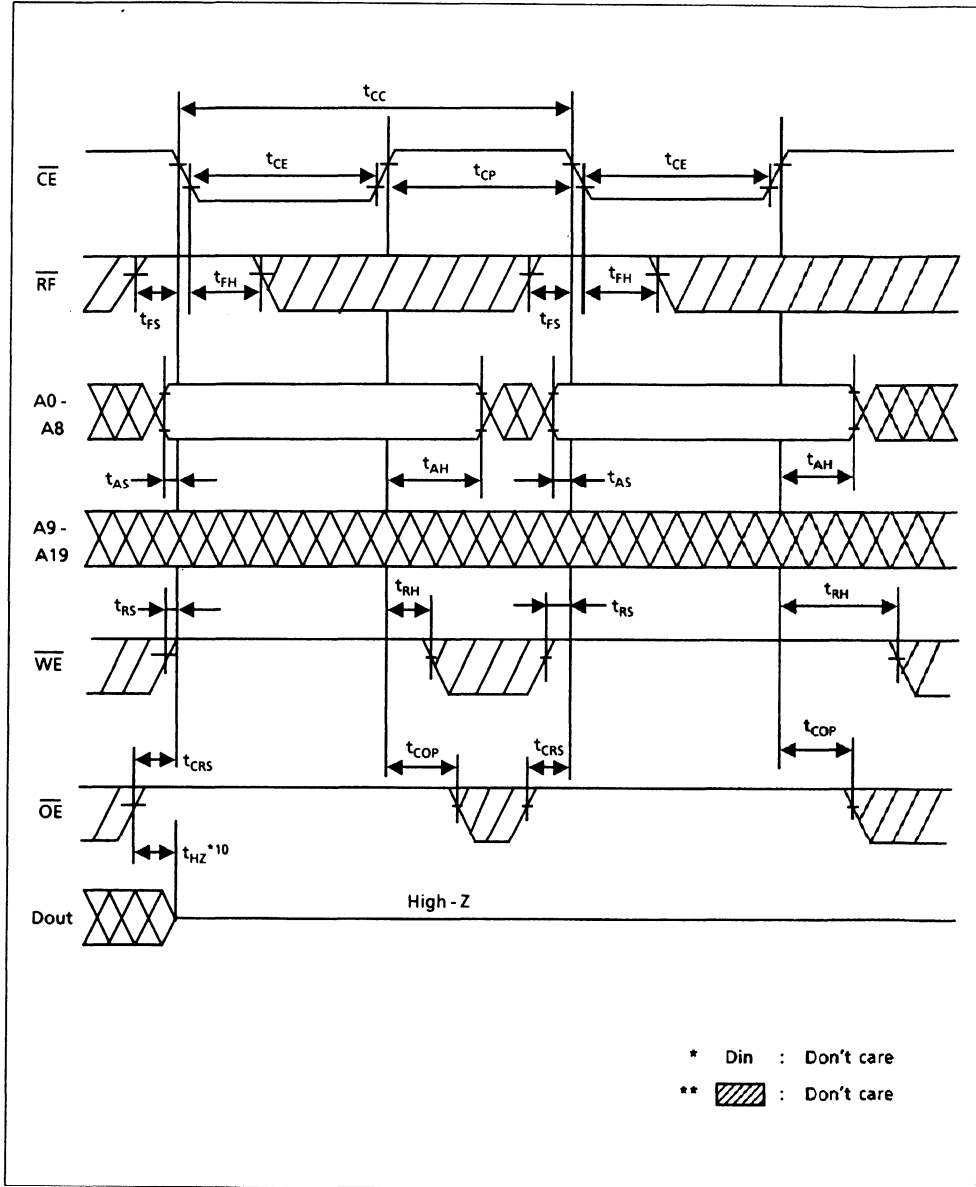 tCC
CE tCE tCP tCE
RF tFS tFH tFS tFH
A0 -
A8
tAS tAH tAS tAH
A9 -
A19
tRS tRH tRS tRH
WE
tCRS tCOP tCRS tCOP
OE
tHZ*10
Dout High - Z
* Din : Don't care
** : Don't care